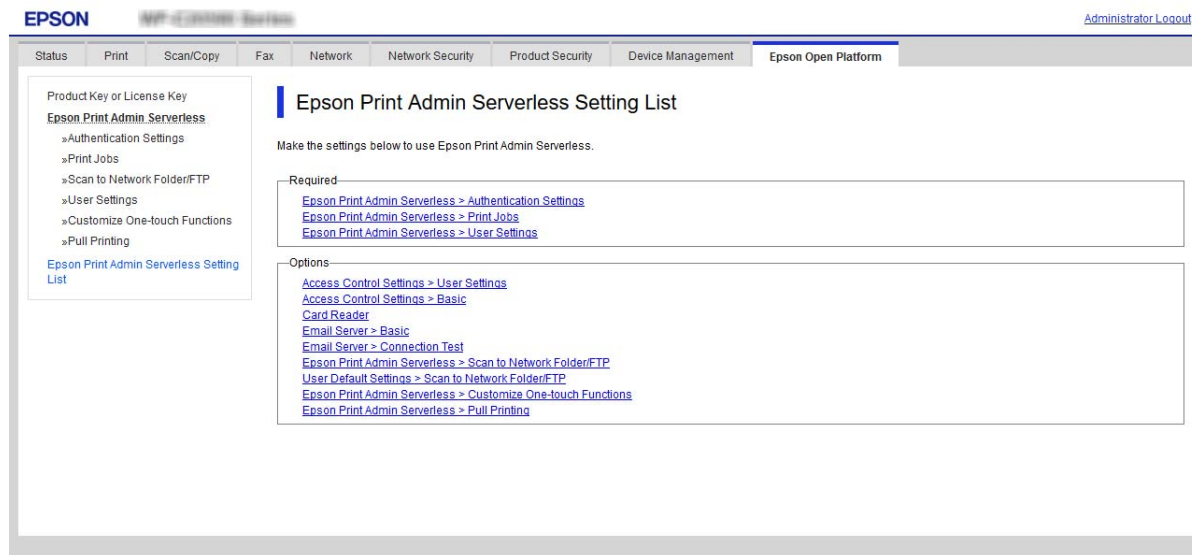 EPSON
Administrator Logout
Status Print Scan/Copy Fax Network Network Security Product Security Device Management Epson Open Platform
Product Key or License Key
Epson Print Admin Serverless
»Authentication Settings
»Print Jobs
»Scan to Network Folder/FTP
»User Settings
»Customize One-touch Functions
»Pull Printing
Epson Print Admin Serverless Setting
List
Epson Print Admin Serverless Setting List
Make the settings below to use Epson Print Admin Serverless.
Required
Epson Print Admin Serverless > Authentication Settings
Epson Print Admin Serverless > Print Jobs
Epson Print Admin Serverless > User Settings
Options
Access Control Settings > User Settings
Access Control Settings > Basic
Card Reader
Email Server > Basic
Email Server > Connection Test
Epson Print Admin Serverless > Scan to Network Folder/FTP
User Default Settings > Scan to Network Folder/FTP
Epson Print Admin Serverless > Customize One-touch Functions
Epson Print Admin Serverless > Pull Printing